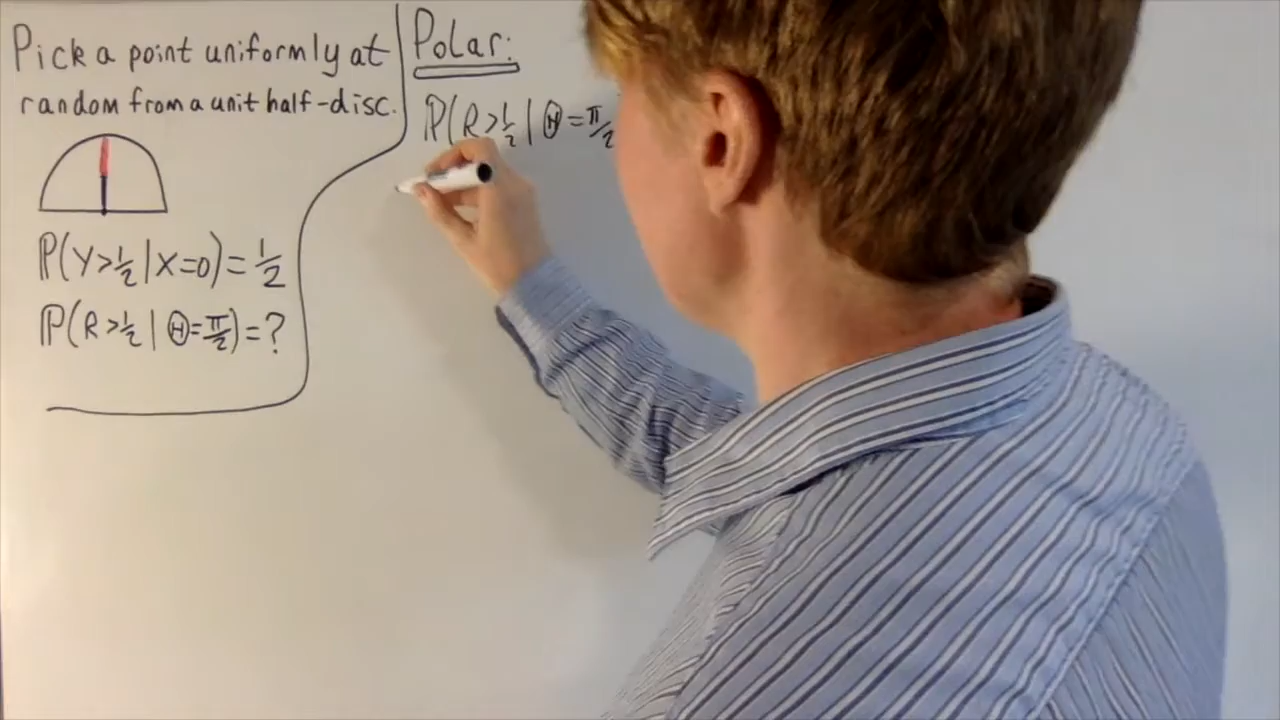 Pick a point uniformly at
random from a unit half-disc.
ℙ(Y>1/2|X=0)=1/2
ℙ(R>1/2|Θ=π/2)=?
Polar:
ℙ(R>1/2|Θ=π/2